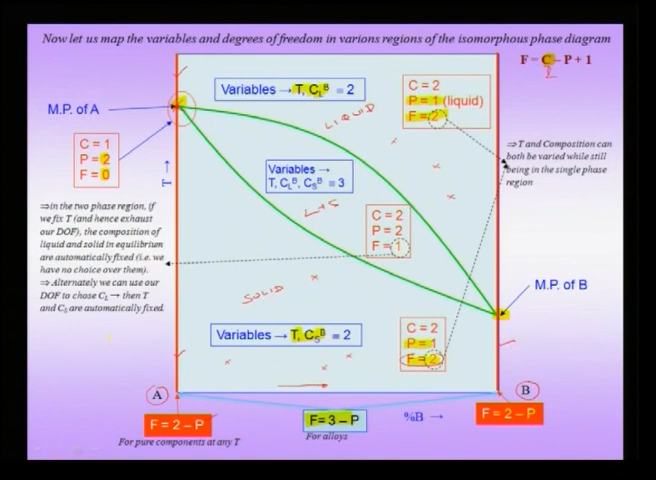 Now let us map the variables and degrees of freedom in varions regions of the isomorphous phase diagram
F = C – P + 1
2
Variables → T, C_L^B = 2
C = 2
P = 1 (liquid)
F = 2
M.P. of A
LIQUID
C = 1
P = 2
F = 0
T →
⇒T and Composition can
both be varied while still
being in the single phase
region
Variables →
T, C_L^B, C_S^B = 3
L+S
⇒in the two phase region, if
we fix T (and hence exhaust
our DOF), the composition of
liquid and solid in equilibrium
are automatically fixed (i.e. we
have no choice over them).
⇒ Alternately we can use our
DOF to chose C_L → then T
and C_S are automatically fixed
C = 2
P = 2
F = 1
SOLID
M.P. of B
Variables → T, C_S^B = 2
C = 2
P = 1
F = 2
A
B
F = 2 – P
F= 3 – P
%B →
F = 2 – P
For pure components at any T
For alloys